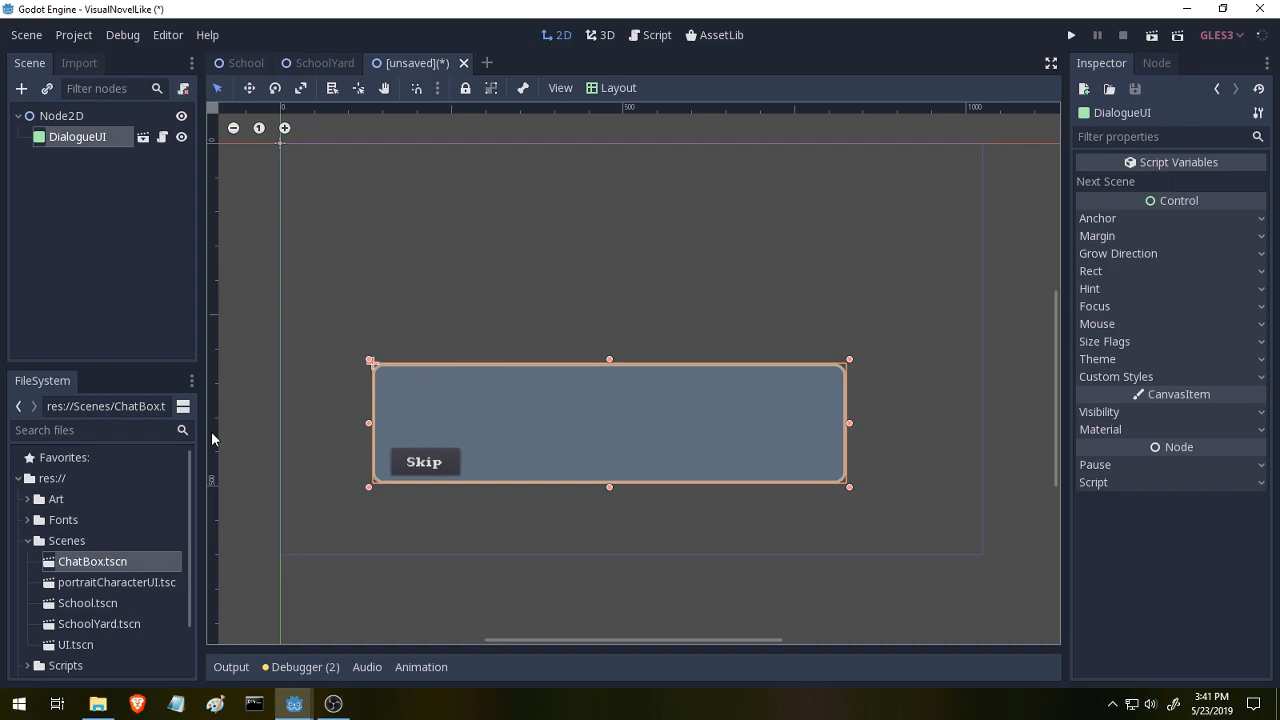 Godot Engine - VisualNovelLike (*)
Scene Project Debug Editor Help
2D 3D Script AssetLib
GLES3
Scene Import
School SchoolYard [unsaved](*)
Inspector Node
Filter nodes
View Layout
Node2D
DialogueUI
0 500 1000
1
0
500
Skip
DialogueUI
Filter properties
Script Variables
Next Scene
Control
Anchor
Margin
Grow Direction
Rect
Hint
Focus
Mouse
Size Flags
Theme
Custom Styles
CanvasItem
Visibility
Material
Node
Pause
Script
FileSystem
res://Scenes/ChatBox.t
Search files
Favorites:
res://
Art
Fonts
Scenes
ChatBox.tscn
portraitCharacterUI.tsc
School.tscn
SchoolYard.tscn
UI.tscn
Scripts
Output Debugger (2) Audio Animation
3:41 PM
5/23/2019